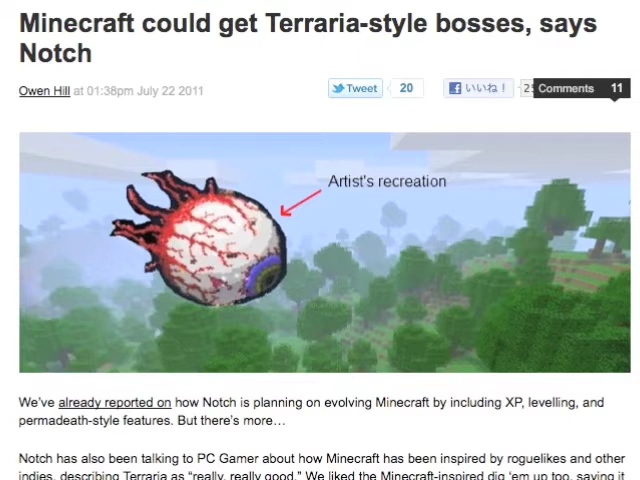 Minecraft could get Terraria-style bosses, says
Notch
Owen Hill at 01:38pm July 22 2011
Tweet 20
いいね！
Comments 11
Artist's recreation
We've already reported on how Notch is planning on evolving Minecraft by including XP, levelling, and
permadeath-style features. But there's more…
Notch has also been talking to PC Gamer about how Minecraft has been inspired by roguelikes and other
indies, describing Terraria as “really, really good.” We liked the Minecraft-inspired dig ’em up too, saying it